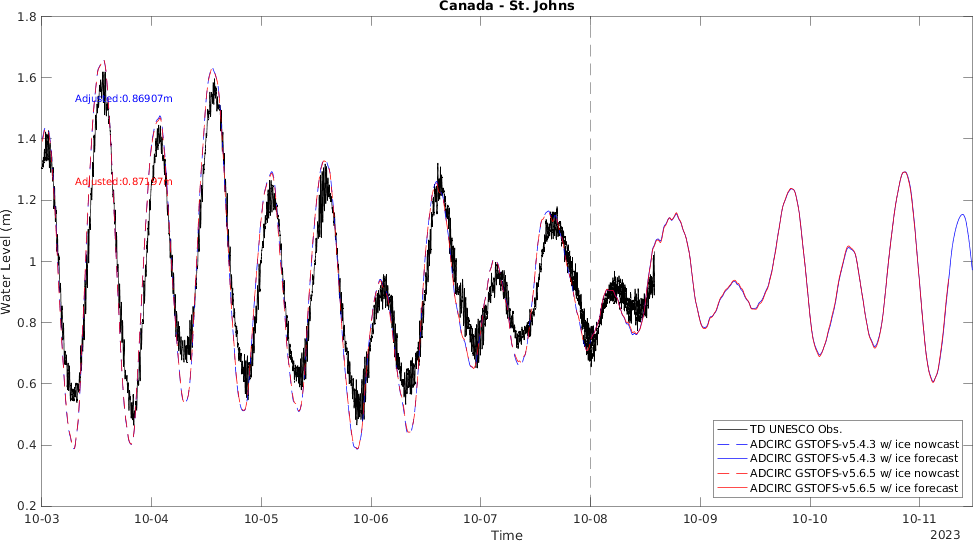 Canada - St. Johns
1.8
1.6
1.4
1.2
1
0.8
0.6
0.4
0.2
Water Level (m)
Adjusted:0.86907m
Adjusted:0.87197m
TD UNESCO Obs.
ADCIRC GSTOFS-v5.4.3 w/ ice nowcast
ADCIRC GSTOFS-v5.4.3 w/ ice forecast
ADCIRC GSTOFS-v5.6.5 w/ ice nowcast
ADCIRC GSTOFS-v5.6.5 w/ ice forecast
10-03 10-04 10-05 10-06 10-07 10-08 10-09 10-10 10-11
Time
2023